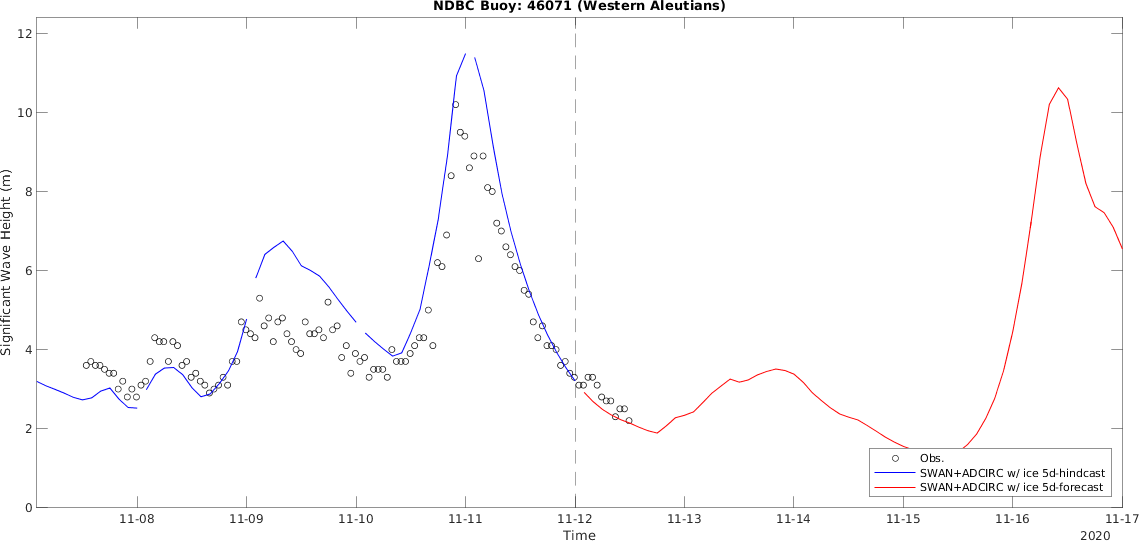 NDBC Buoy: 46071 (Western Aleutians)
Significant Wave Height (m)
12
10
8
6
4
2
0
Obs.
SWAN+ADCIRC w/ ice 5d-hindcast
SWAN+ADCIRC w/ ice 5d-forecast
11-08 11-09 11-10 11-11 11-12 11-13 11-14 11-15 11-16 11-17
Time
2020